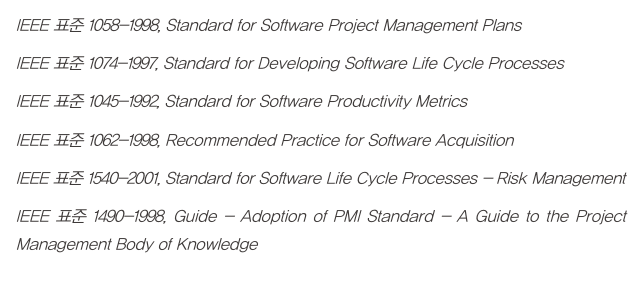 IEEE 표준 1058–1998, Standard for Software Project Management Plans
IEEE 표준 1074–1997, Standard for Developing Software Life Cycle Processes
IEEE 표준 1045–1992, Standard for Software Productivity Metrics
IEEE 표준 1062–1998, Recommended Practice for Software Acquisition
IEEE 표준 1540–2001, Standard for Software Life Cycle Processes – Risk Management
IEEE 표준 1490–1998, Guide – Adoption of PMI Standard – A Guide to the Project
Management Body of Knowledge